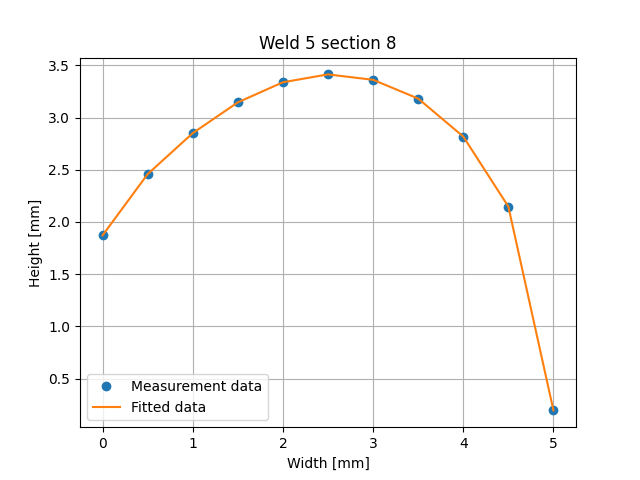 Weld 5 section 8
3.5
3.0
2.5
2.0
1.5
1.0
0.5
Height [mm]
Measurement data
Fitted data
0 1 2 3 4 5
Width [mm]